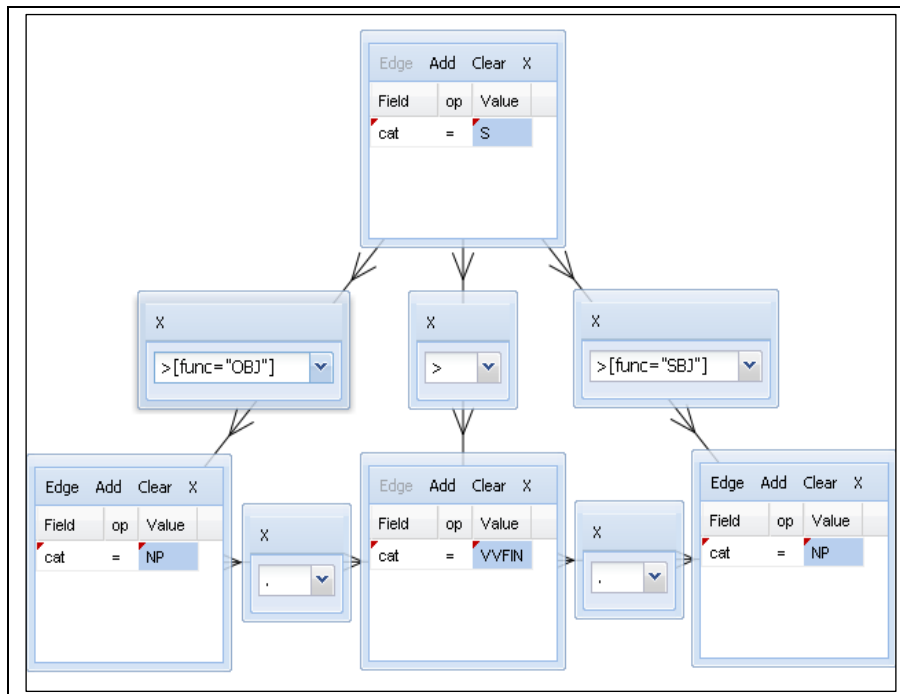 Edge Add Clear X
Field op Value
cat = S
X
>[func="OBJ"]
X
>
X
>[func="SBJ"]
Edge Add Clear X
Field op Value
cat = NP
X
.
Edge Add Clear X
Field op Value
cat = VVFIN
X
.
Edge Add Clear X
Field op Value
cat = NP